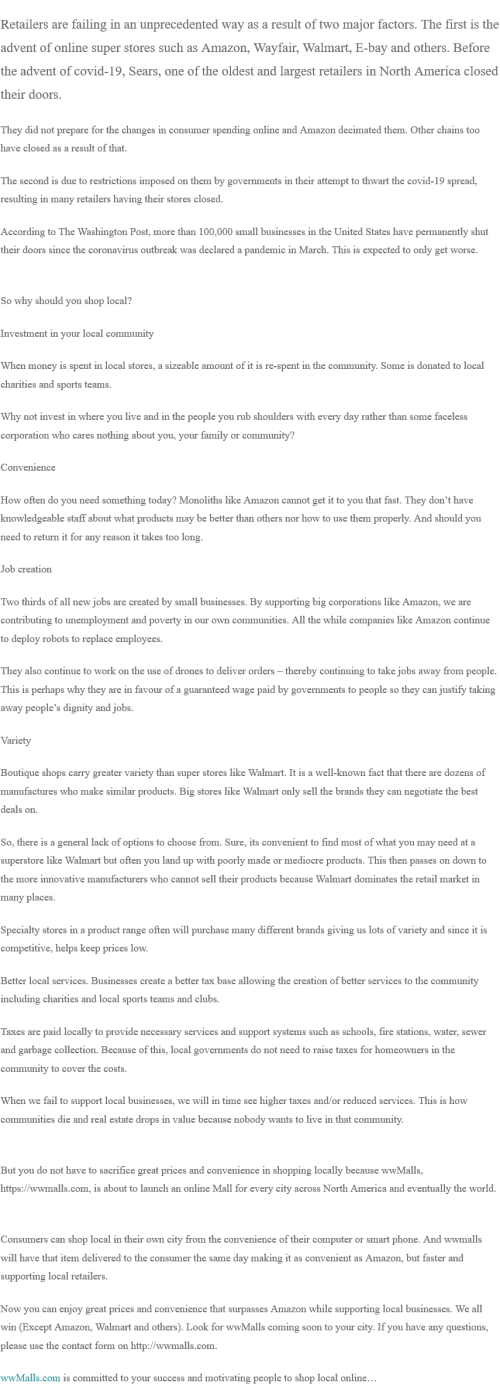 Retailers are failing in an unprecedented way as a result of two major factors. The first is the
advent of online super stores such as Amazon, Wayfair, Walmart, E-bay and others. Before
the advent of covid-19, Sears, one of the oldest and largest retailers in North America closed
their doors.
They did not prepare for the changes in consumer spending online and Amazon decimated them. Other chains too
have closed as a result of that.
The second is due to restrictions imposed on them by governments in their attempt to thwart the covid-19 spread,
resulting in many retailers having their stores closed.
According to The Washington Post, more than 100,000 small businesses in the United States have permanently shut
their doors since the coronavirus outbreak was declared a pandemic in March. This is expected to only get worse.
So why should you shop local?
Investment in your local community
When money is spent in local stores, a sizeable amount of it is re-spent in the community. Some is donated to local
charities and sports teams.
Why not invest in where you live and in the people you rub shoulders with every day rather than some faceless
corporation who cares nothing about you, your family or community?
Convenience
How often do you need something today? Monoliths like Amazon cannot get it to you that fast. They don’t have
knowledgeable staff about what products may be better than others nor how to use them properly. And should you
need to return it for any reason it takes too long.
Job creation
Two thirds of all new jobs are created by small businesses. By supporting big corporations like Amazon, we are
contributing to unemployment and poverty in our own communities. All the while companies like Amazon continue
to deploy robots to replace employees.
They also continue to work on the use of drones to deliver orders – thereby continuing to take jobs away from people.
This is perhaps why they are in favour of a guaranteed wage paid by governments to people so they can justify taking
away people’s dignity and jobs.
Variety
Boutique shops carry greater variety than super stores like Walmart. It is a well-known fact that there are dozens of
manufactures who make similar products. Big stores like Walmart only sell the brands they can negotiate the best
deals on.
So, there is a general lack of options to choose from. Sure, its convenient to find most of what you may need at a
superstore like Walmart but often you land up with poorly made or mediocre products. This then passes on down to
the more innovative manufacturers who cannot sell their products because Walmart dominates the retail market in
many places.
Specialty stores in a product range often will purchase many different brands giving us lots of variety and since it is
competitive, helps keep prices low.
Better local services. Businesses create a better tax base allowing the creation of better services to the community
including charities and local sports teams and clubs.
Taxes are paid locally to provide necessary services and support systems such as schools, fire stations, water, sewer
and garbage collection. Because of this, local governments do not need to raise taxes for homeowners in the
community to cover the costs.
When we fail to support local businesses, we will in time see higher taxes and/or reduced services. This is how
communities die and real estate drops in value because nobody wants to live in that community.
But you do not have to sacrifice great prices and convenience in shopping locally because wwMalls,
https://wwmalls.com, is about to launch an online Mall for every city across North America and eventually the world.
Consumers can shop local in their own city from the convenience of their computer or smart phone. And wwmalls
will have that item delivered to the consumer the same day making it as convenient as Amazon, but faster and
supporting local retailers.
Now you can enjoy great prices and convenience that surpasses Amazon while supporting local businesses. We all
win (Except Amazon, Walmart and others). Look for wwMalls coming soon to your city. If you have any questions,
please use the contact form on http://wwmalls.com.
wwMalls.com is committed to your success and motivating people to shop local online…